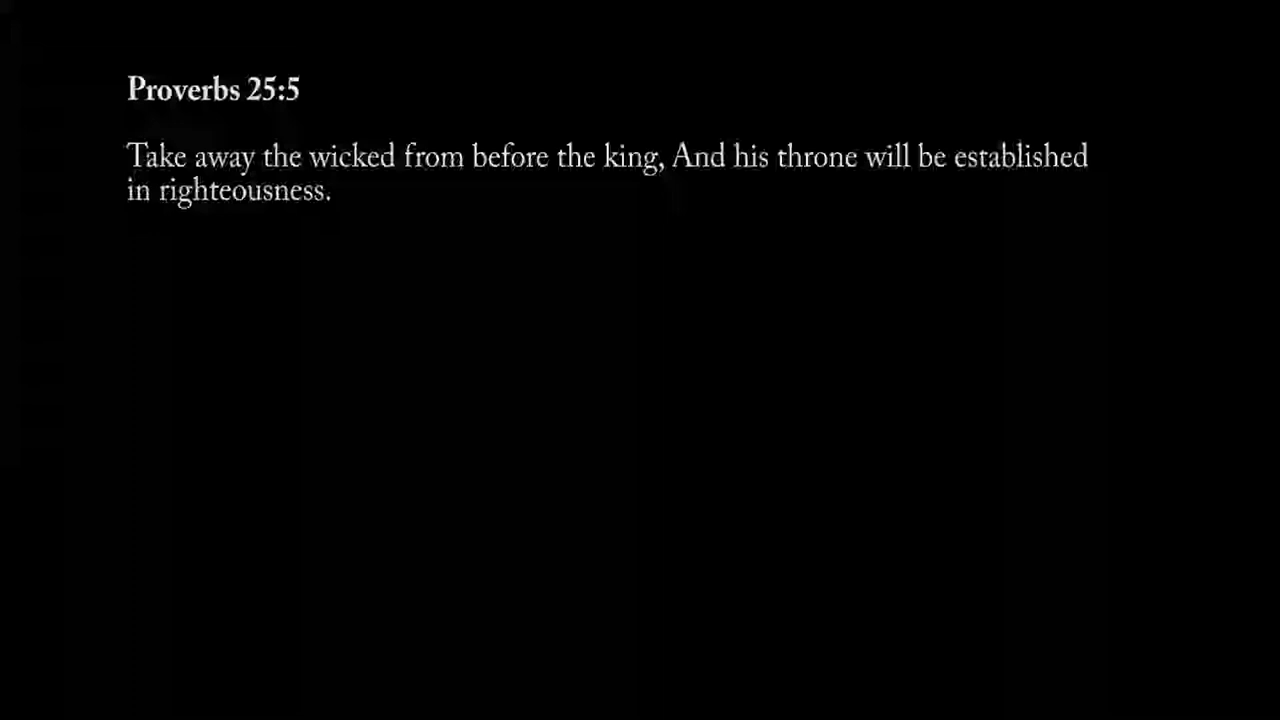 Proverbs 25:5
Take away the wicked from before the king, And his throne will be established
in righteousness.